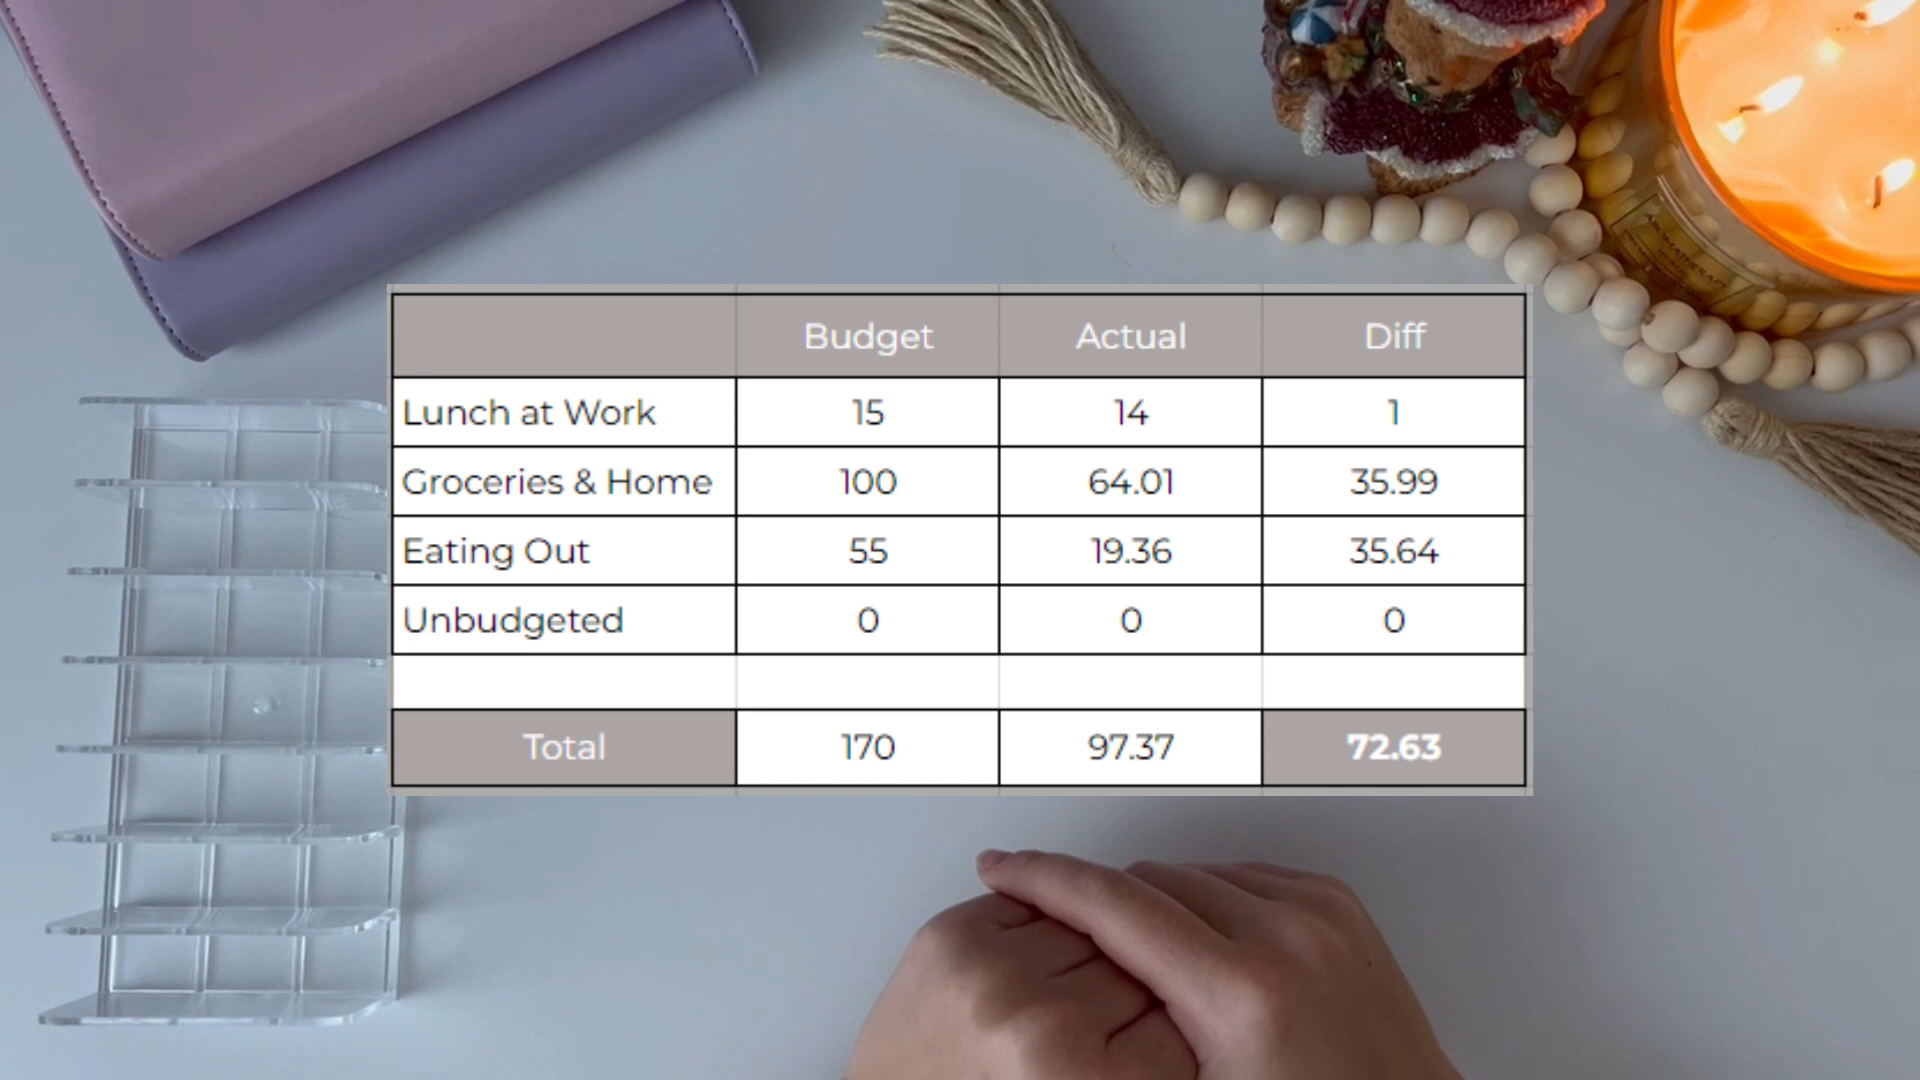 Budget Actual Diff
Lunch at Work 15 14 1
Groceries & Home 100 64.01 35.99
Eating Out 55 19.36 35.64
Unbudgeted 0 0 0
Total 170 97.37 72.63